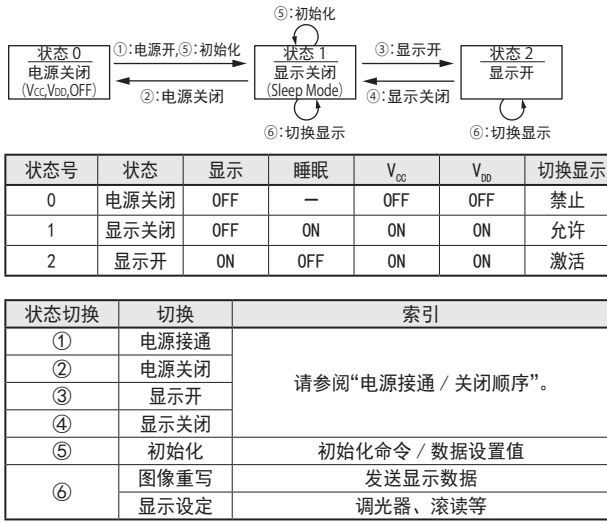 ⑤:初始化
状态 0
电源关闭
(Vcc,VDD,OFF)
①:电源开,⑤:初始化
②:电源关闭
状态 1
显示关闭
(Sleep Mode)
③:显示开
④:显示关闭
状态 2
显示开
⑥:切换显示
⑥:切换显示
状态号 状态 显示 睡眠 Vcc VDD 切换显示
0 电源关闭 OFF — OFF OFF 禁止
1 显示关闭 OFF ON ON ON 允许
2 显示开 ON OFF ON ON 激活
状态切换 切换 索引
① 电源接通
② 电源关闭
③ 显示开
④ 显示关闭
请参阅“电源接通 / 关闭顺序”。
⑤ 初始化 初始化命令 / 数据设置值
⑥ 图像重写 发送显示数据
显示设定 调光器、滚读等